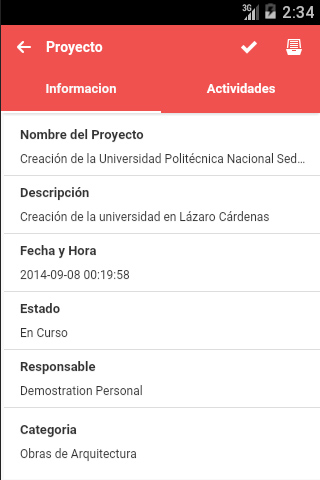 3G 2:34
Proyecto
Informacion Actividades
Nombre del Proyecto
Creación de la Universidad Politécnica Nacional Sed...
Descripción
Creación de la universidad en Lázaro Cárdenas
Fecha y Hora
2014-09-08 00:19:58
Estado
En Curso
Responsable
Demostration Personal
Categoria
Obras de Arquitectura